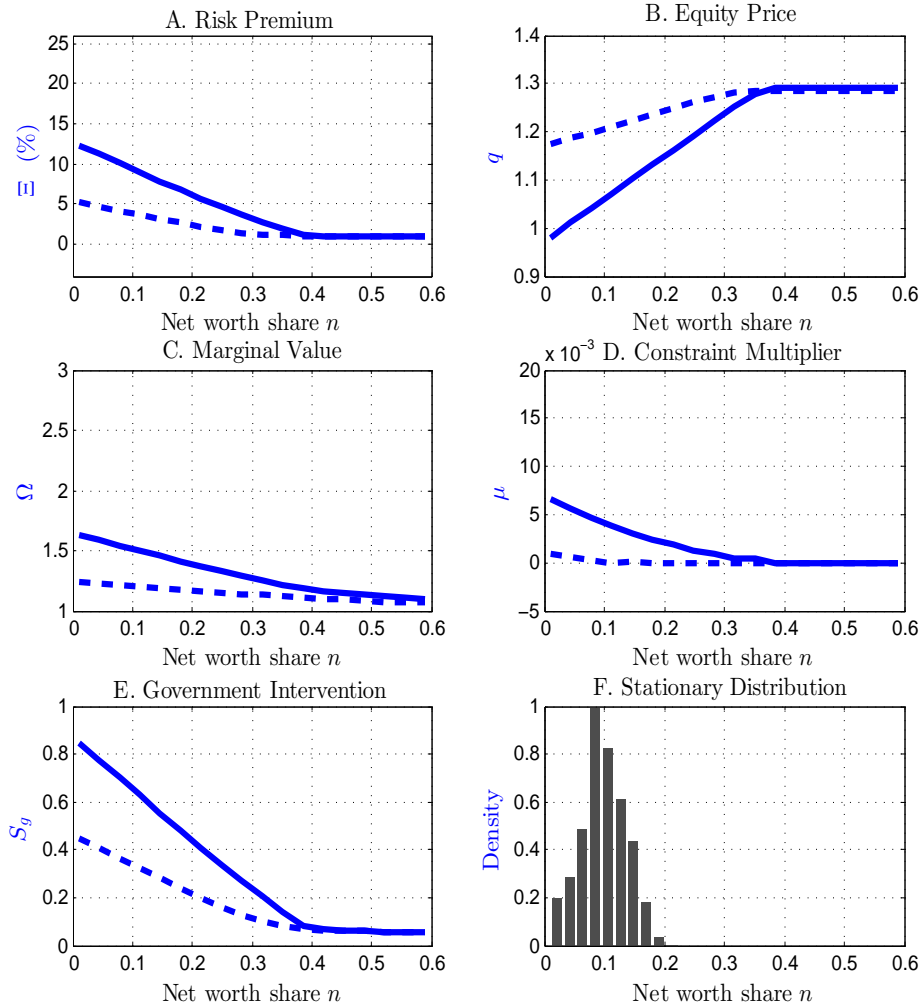 A. Risk Premium
25
20
15
10
5
0
Ξ (%)
0 0.1 0.2 0.3 0.4 0.5 0.6
Net worth share n
B. Equity Price
1.4
1.3
1.2
1.1
1
0.9
q
0 0.1 0.2 0.3 0.4 0.5 0.6
Net worth share n
C. Marginal Value
3
2.5
2
1.5
1
Ω
0 0.1 0.2 0.3 0.4 0.5 0.6
Net worth share n
x 10⁻³ D. Constraint Multiplier
20
15
10
5
0
−5
μ
0 0.1 0.2 0.3 0.4 0.5 0.6
Net worth share n
E. Government Intervention
1
0.8
0.6
0.4
0.2
0
S_g
0 0.1 0.2 0.3 0.4 0.5 0.6
Net worth share n
F. Stationary Distribution
1
0.8
0.6
0.4
0.2
0
Density
0 0.1 0.2 0.3 0.4 0.5 0.6
Net worth share n